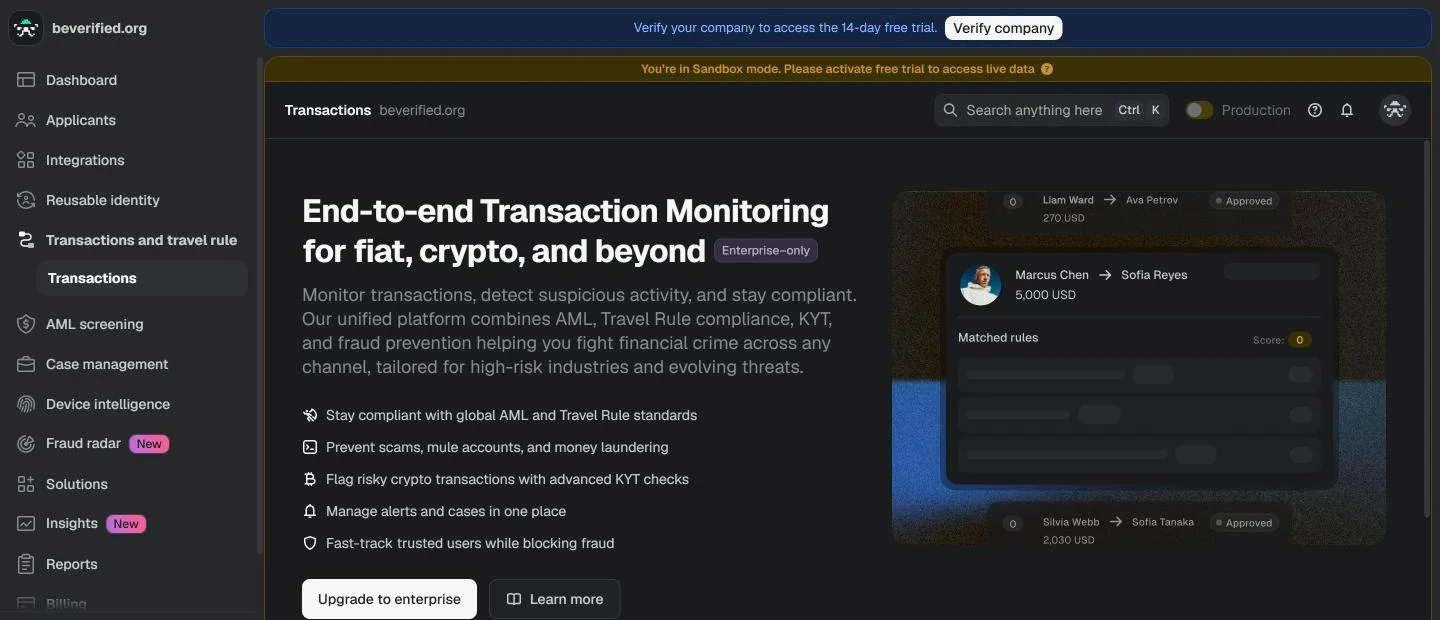 beverified.org
Verify your company to access the 14-day free trial. Verify company
You're in Sandbox mode. Please activate free trial to access live data ?
Transactions beverified.org
Search anything here Ctrl K
Production
Dashboard
Applicants
Integrations
Reusable identity
Transactions and travel rule
Transactions
AML screening
Case management
Device intelligence
Fraud radar New
Solutions
Insights New
Reports
Billing
End-to-end Transaction Monitoring
for fiat, crypto, and beyond Enterprise-only
Monitor transactions, detect suspicious activity, and stay compliant.
Our unified platform combines AML, Travel Rule compliance, KYT,
and fraud prevention helping you fight financial crime across any
channel, tailored for high-risk industries and evolving threats.
Stay compliant with global AML and Travel Rule standards
Prevent scams, mule accounts, and money laundering
Flag risky crypto transactions with advanced KYT checks
Manage alerts and cases in one place
Fast-track trusted users while blocking fraud
Upgrade to enterprise
Learn more
0 Liam Ward → Ava Petrov Approved
270 USD
Marcus Chen → Sofia Reyes
5,000 USD
Matched rules Score: 0
0 Silvia Webb → Sofia Tanaka Approved
2,030 USD